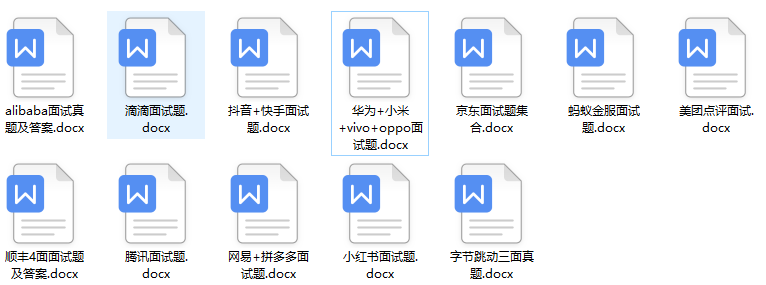 alibaba面试真
题及答案.docx
滴滴面试题.
docx
抖音+快手面试
题.docx
华为+小米
+vivo+oppo面
试题.docx
京东面试题集
合.docx
蚂蚁金服面试
题.docx
美团点评面试.
docx
顺丰4面面试题
及答案.docx
腾讯面试题.
docx
网易+拼多多面
试题.docx
小红书面试题.
docx
字节跳动三面真
题.docx